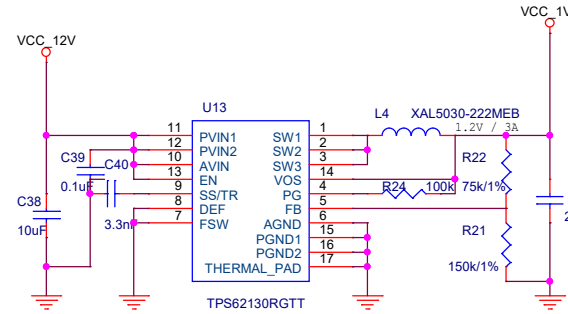 VCC_12V
VCC_1V
U13
L4 XAL5030-222MEB
1.2V / 3A
11 PVIN1 SW1 1
12 PVIN2 SW2 2
10 AVIN SW3 3
13 EN VOS 14
9 SS/TR PG 4
8 DEF FB 5
7 FSW AGND 6
PGND1 15
PGND2 16
THERMAL_PAD 17
C39
0.1uF
C40
3.3n
C38
10uF
R24 100k
R22
75k/1%
R21
150k/1%
2
TPS62130RGTT